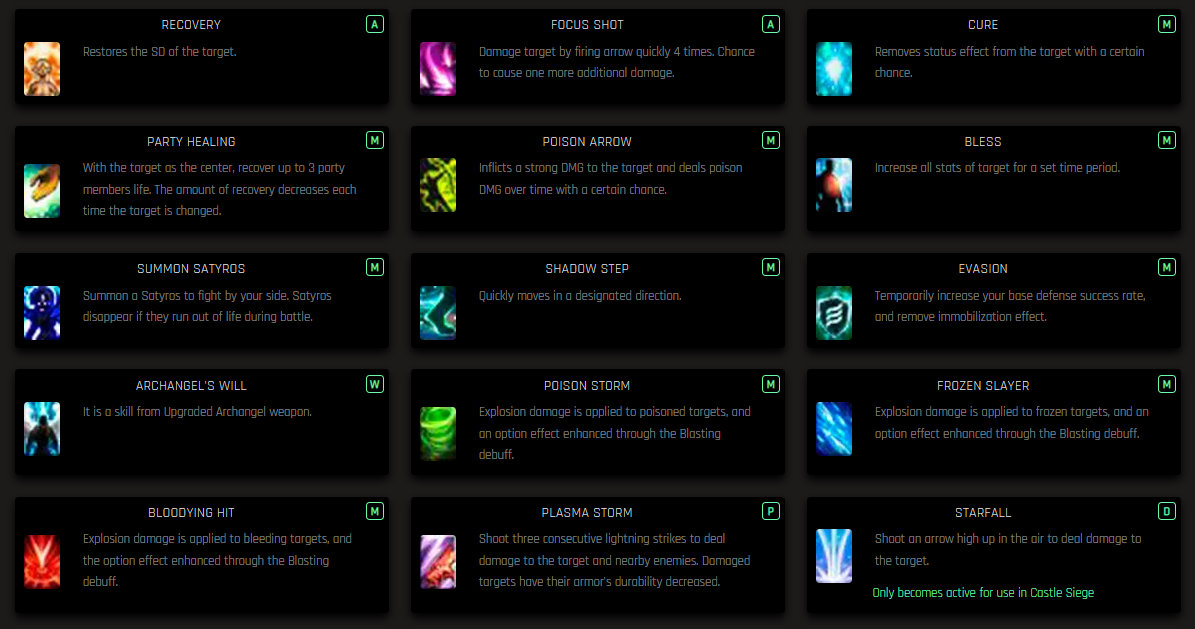 RECOVERY
A
Restores the SD of the target.
FOCUS SHOT
A
Damage target by firing arrow quickly 4 times. Chance
to cause one more additional damage.
CURE
M
Removes status effect from the target with a certain
chance.
PARTY HEALING
M
With the target as the center, recover up to 3 party
members life. The amount of recovery decreases each
time the target is changed.
POISON ARROW
M
Inflicts a strong DMG to the target and deals poison
DMG over time with a certain chance.
BLESS
M
Increase all stats of target for a set time period.
SUMMON SATYROS
M
Summon a Satyros to fight by your side. Satyros
disappear if they run out of life during battle.
SHADOW STEP
M
Quickly moves in a designated direction.
EVASION
M
Temporarily increase your base defense success rate,
and remove immobilization effect.
ARCHANGEL'S WILL
W
It is a skill from Upgraded Archangel weapon.
POISON STORM
M
Explosion damage is applied to poisoned targets, and
an option effect enhanced through the Blasting
debuff.
FROZEN SLAYER
M
Explosion damage is applied to frozen targets, and an
option effect enhanced through the Blasting debuff.
BLOODYING HIT
M
Explosion damage is applied to bleeding targets, and
the option effect enhanced through the Blasting
debuff.
PLASMA STORM
P
Shoot three consecutive lightning strikes to deal
damage to the target and nearby enemies. Damaged
targets have their armor's durability decreased.
STARFALL
D
Shoot an arrow high up in the air to deal damage to
the target.
Only becomes active for use in Castle Siege